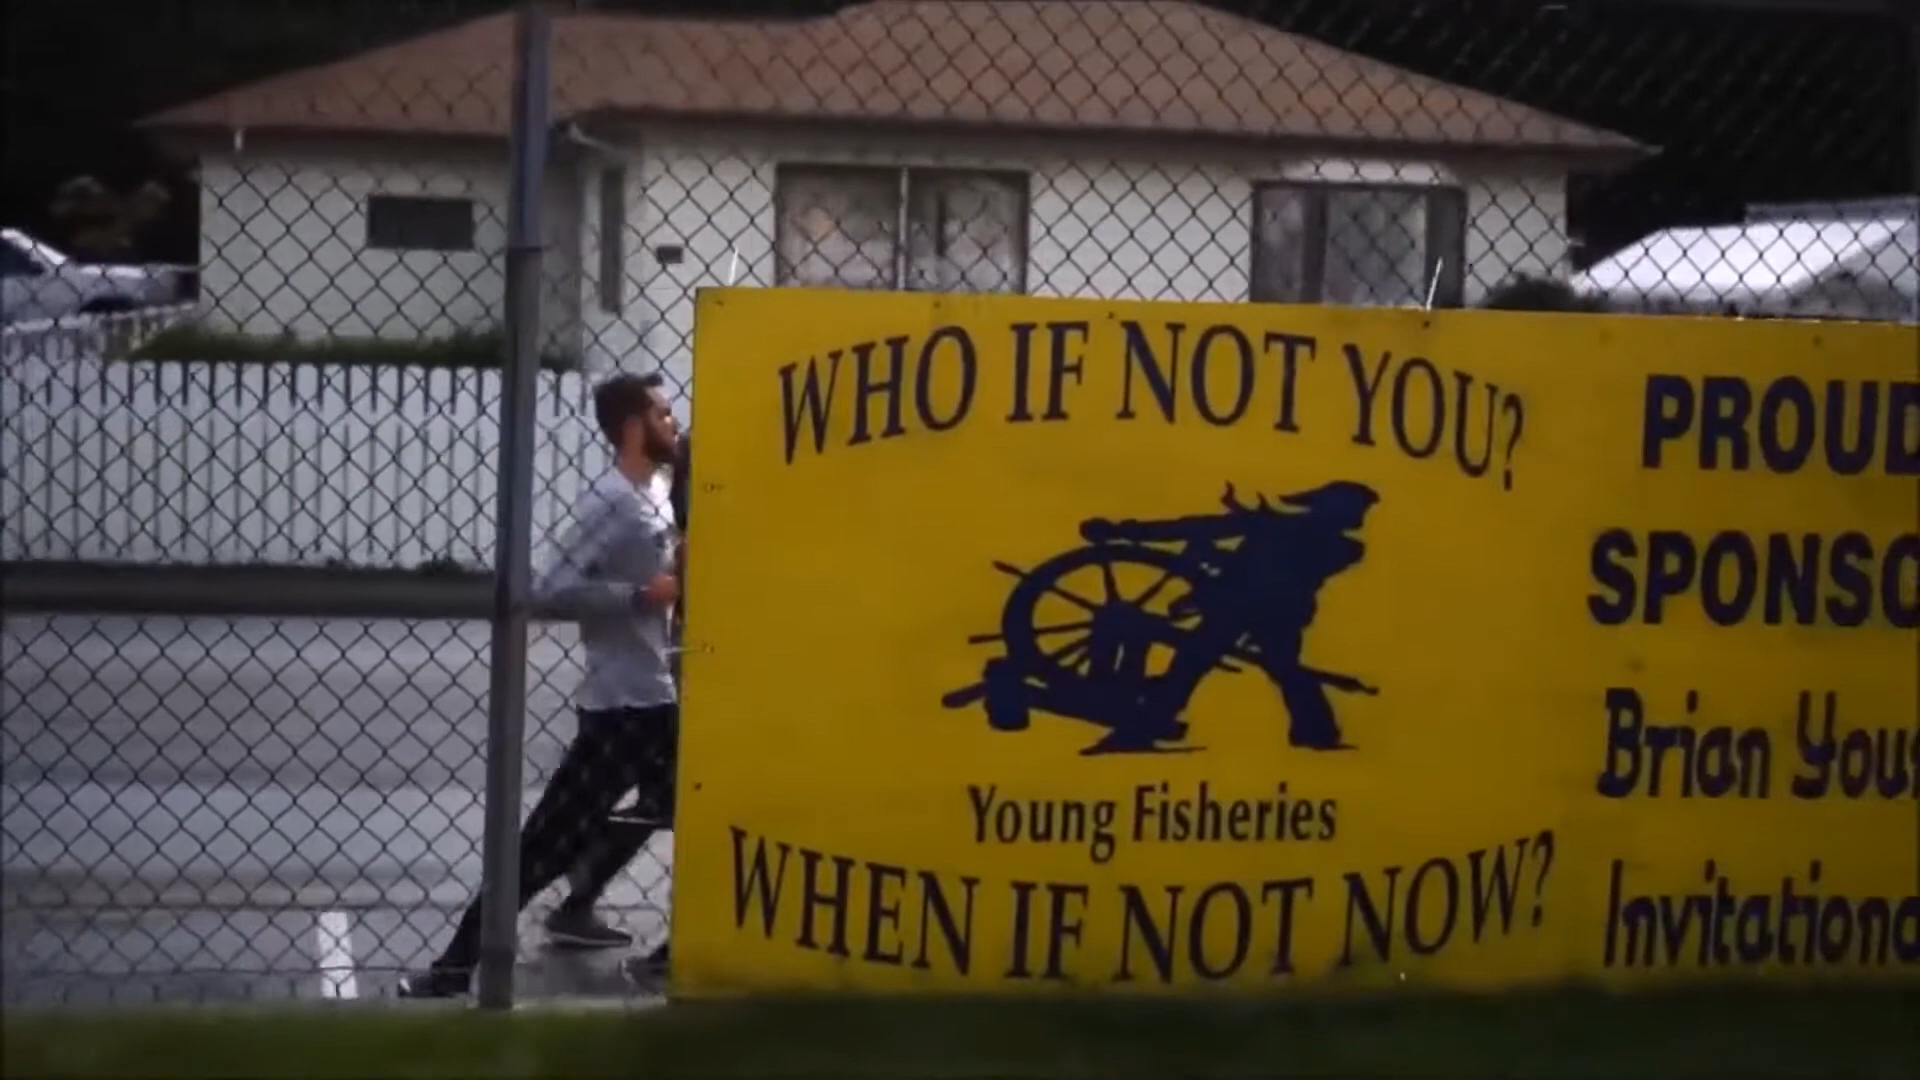 WHO IF NOT YOU?
Young Fisheries
WHEN IF NOT NOW?
PROUD
SPONSO
Brian You
Invitationa